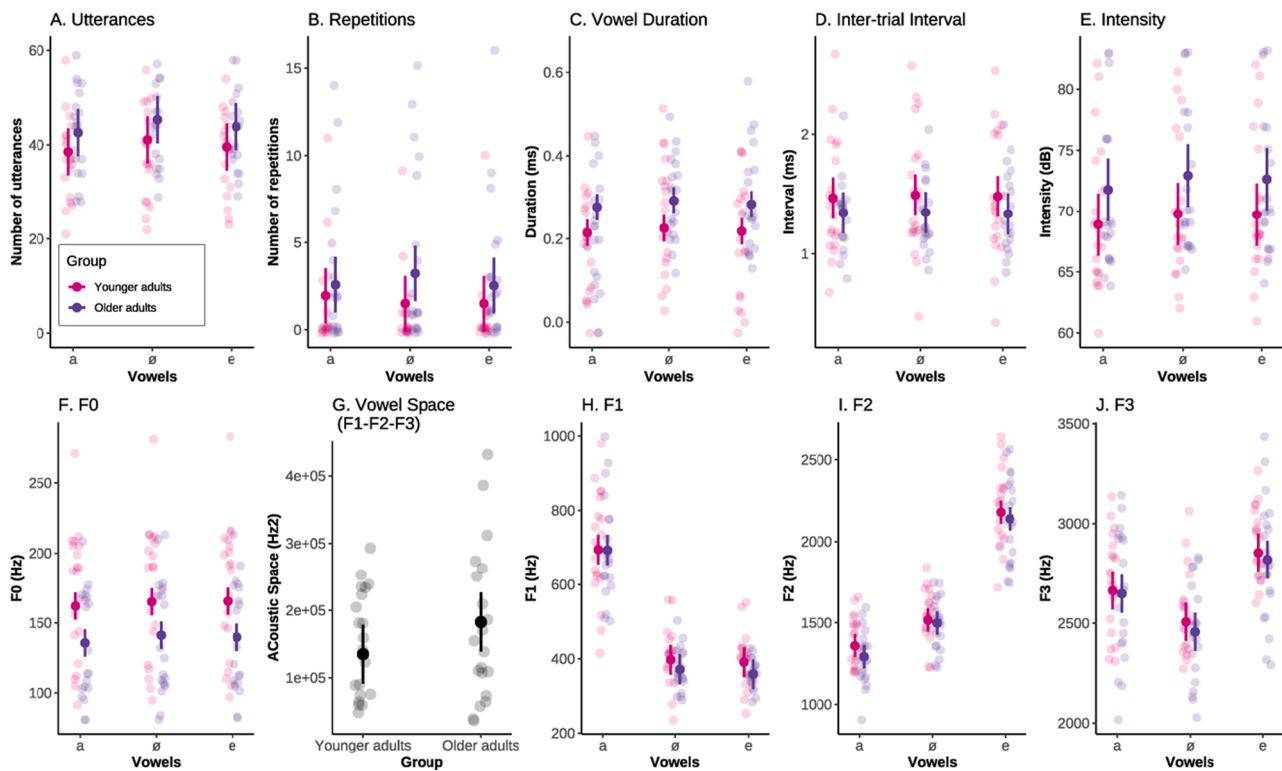 A. Utterances
Number of utterances
60
40
20
0
Group
Younger adults
Older adults
a
ø
e
Vowels
B. Repetitions
Number of repetitions
15
10
5
0
a
ø
e
Vowels
C. Vowel Duration
Duration (ms)
0.6
0.4
0.2
0.0
a
ø
e
Vowels
D. Inter-trial Interval
Interval (ms)
2
1
a
ø
e
Vowels
E. Intensity
Intensity (dB)
80
75
70
65
60
a
ø
e
Vowels
F. F0
F0 (Hz)
250
200
150
100
a
ø
e
Vowels
G. Vowel Space
(F1-F2-F3)
ACoustic Space (Hz2)
4e+05
3e+05
2e+05
1e+05
Younger adults
Older adults
Group
H. F1
F1 (Hz)
1000
800
600
400
200
a
ø
e
Vowels
I. F2
F2 (Hz)
2500
2000
1500
1000
a
ø
e
Vowels
J. F3
F3 (Hz)
3500
3000
2500
2000
a
ø
e
Vowels